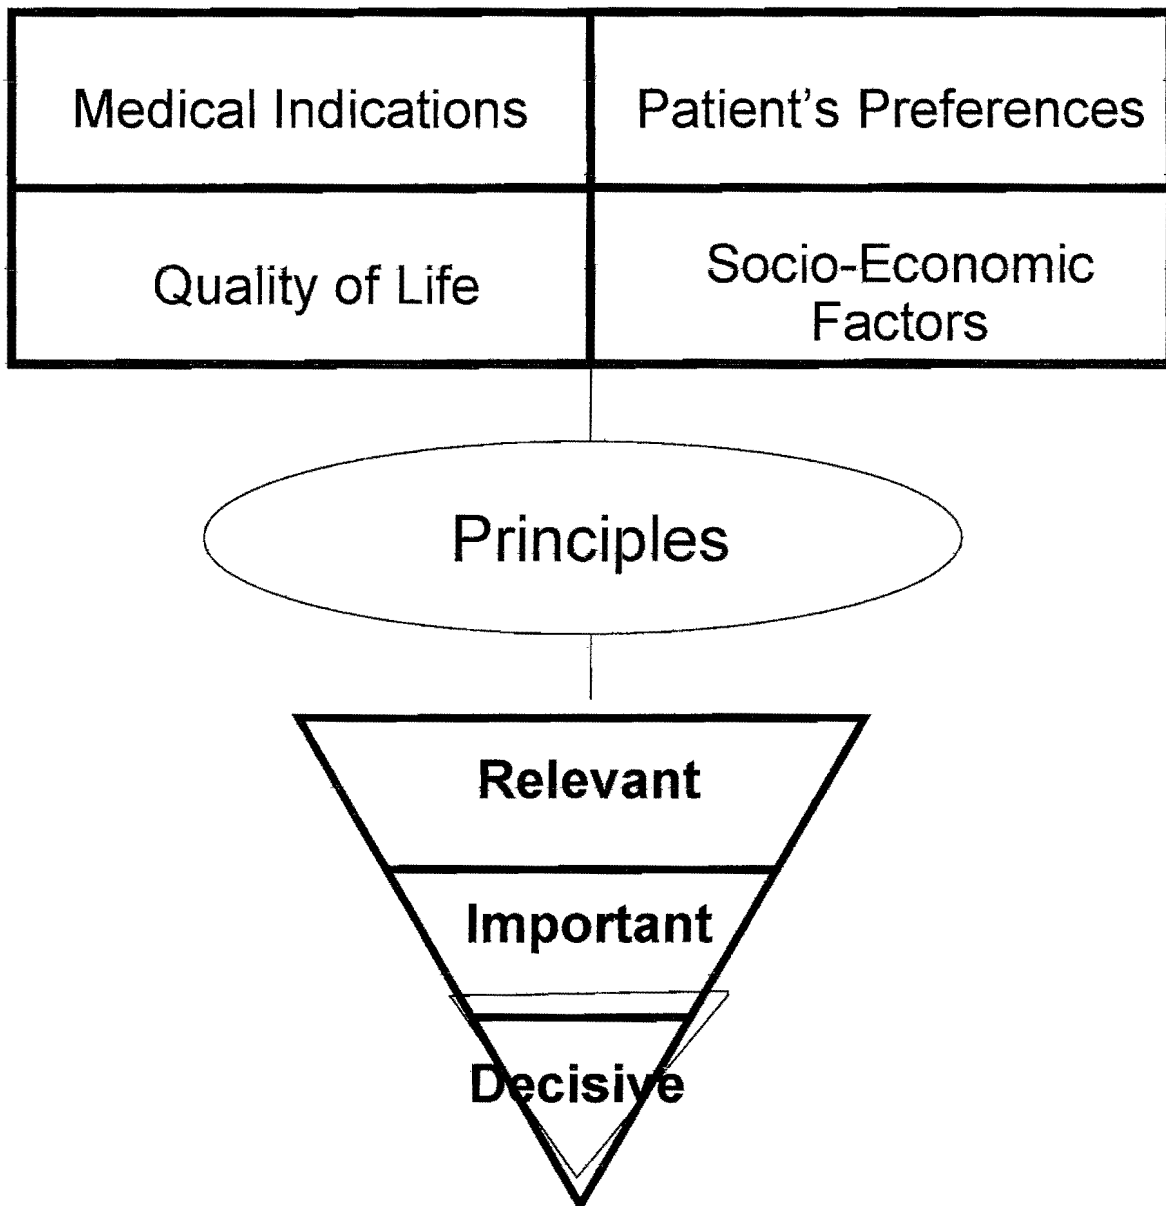 Medical Indications
Patient's Preferences
Quality of Life
Socio-Economic
Factors
Principles
Relevant
Important
Decisive